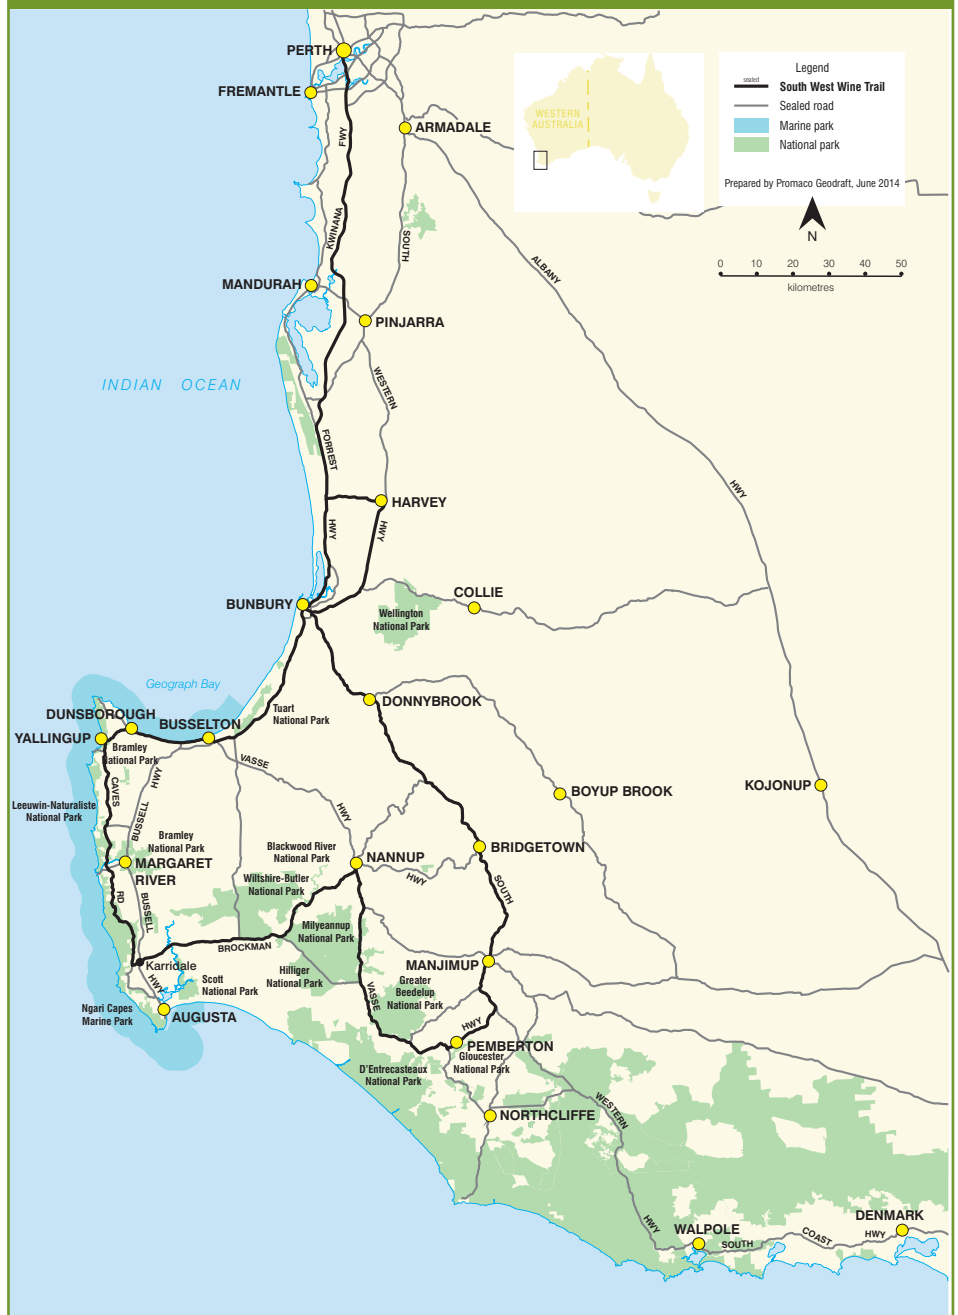 PERTH
FREMANTLE
ARMADALE
FWY
KWINANA
SOUTH
ALBANY
MANDURAH
PINJARRA
INDIAN OCEAN
WESTERN
FORREST
HWY
HARVEY
HWY
HWY
BUNBURY
COLLIE
Wellington
National Park
Geograph Bay
DONNYBROOK
Tuart
National Park
DUNSBOROUGH
BUSSELTON
YALLINGUP
Bramley
National Park
VASSE
HWY
CAVES
BUSSELL
HWY
Leeuwin-Naturaliste
National Park
BOYUP BROOK
KOJONUP
Bramley
National Park
Blackwood River
National Park
BRIDGETOWN
NANNUP
MARGARET
RIVER
HWY
SOUTH
Wiltshire-Butler
National Park
RD
BUSSELL
Milyeannup
National Park
BROCKMAN
Karridale
HWY
Scott
National Park
Hilliger
National Park
MANJIMUP
Greater
Beedelup
National Park
VASSE
Ngari Capes
Marine Park
AUGUSTA
HWY
PEMBERTON
Gloucester
National Park
D'Entrecasteaux
National Park
NORTHCLIFFE
WESTERN
HWY
WALPOLE
SOUTH
COAST
HWY
DENMARK
WESTERN
AUSTRALIA
Legend
sealed
South West Wine Trail
Sealed road
Marine park
National park
Prepared by Promaco Geodraft, June 2014
N
0 10 20 30 40 50
kilometres